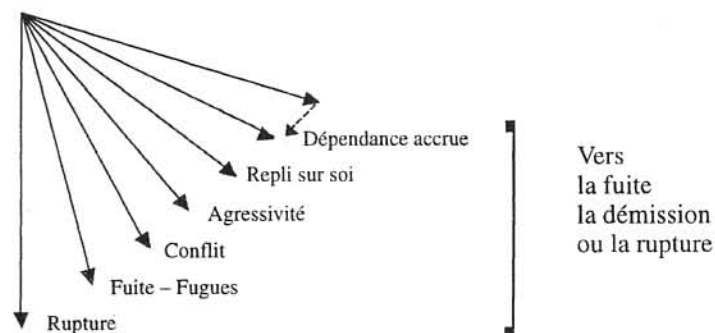 Dépendance accrue
Repli sur soi
Agressivité
Conflit
Fuite – Fugues
Rupture
Vers
la fuite
la démission
ou la rupture